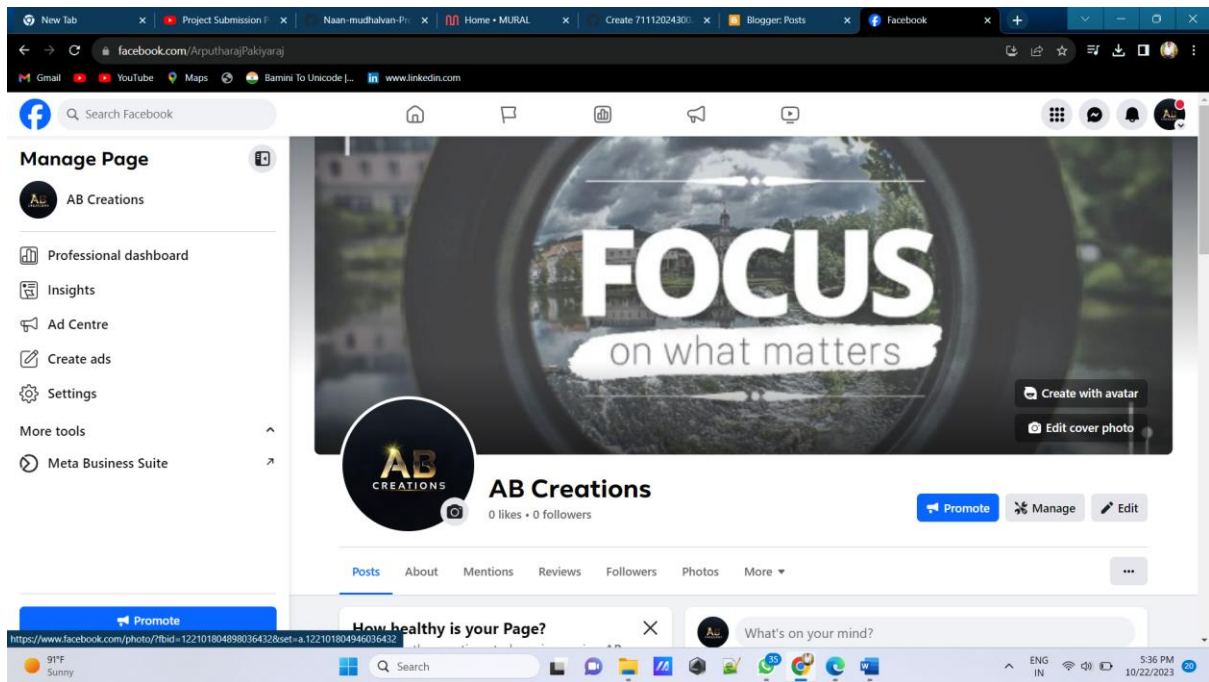 New Tab
Project Submission P
Naan-mudhalvan-Pro
Home • MURAL
Create 71112024300
Blogger: Posts
Facebook
facebook.com/ArputharajPakiyaraj
Gmail
YouTube
Maps
Bamini To Unicode |...
www.linkedin.com
Search Facebook
Manage Page
AB Creations
Professional dashboard
Insights
Ad Centre
Create ads
Settings
More tools
Meta Business Suite
Promote
FOCUS
on what matters
Create with avatar
Edit cover photo
AB
CREATIONS
AB Creations
0 likes • 0 followers
Promote
Manage
Edit
Posts
About
Mentions
Reviews
Followers
Photos
More
How healthy is your Page?
What's on your mind?
https://www.facebook.com/photo/?fbid=122101804898036432&set=a.122101804946036432
91°F
Sunny
Search
35
ENG
IN
5:36 PM
10/22/2023
20